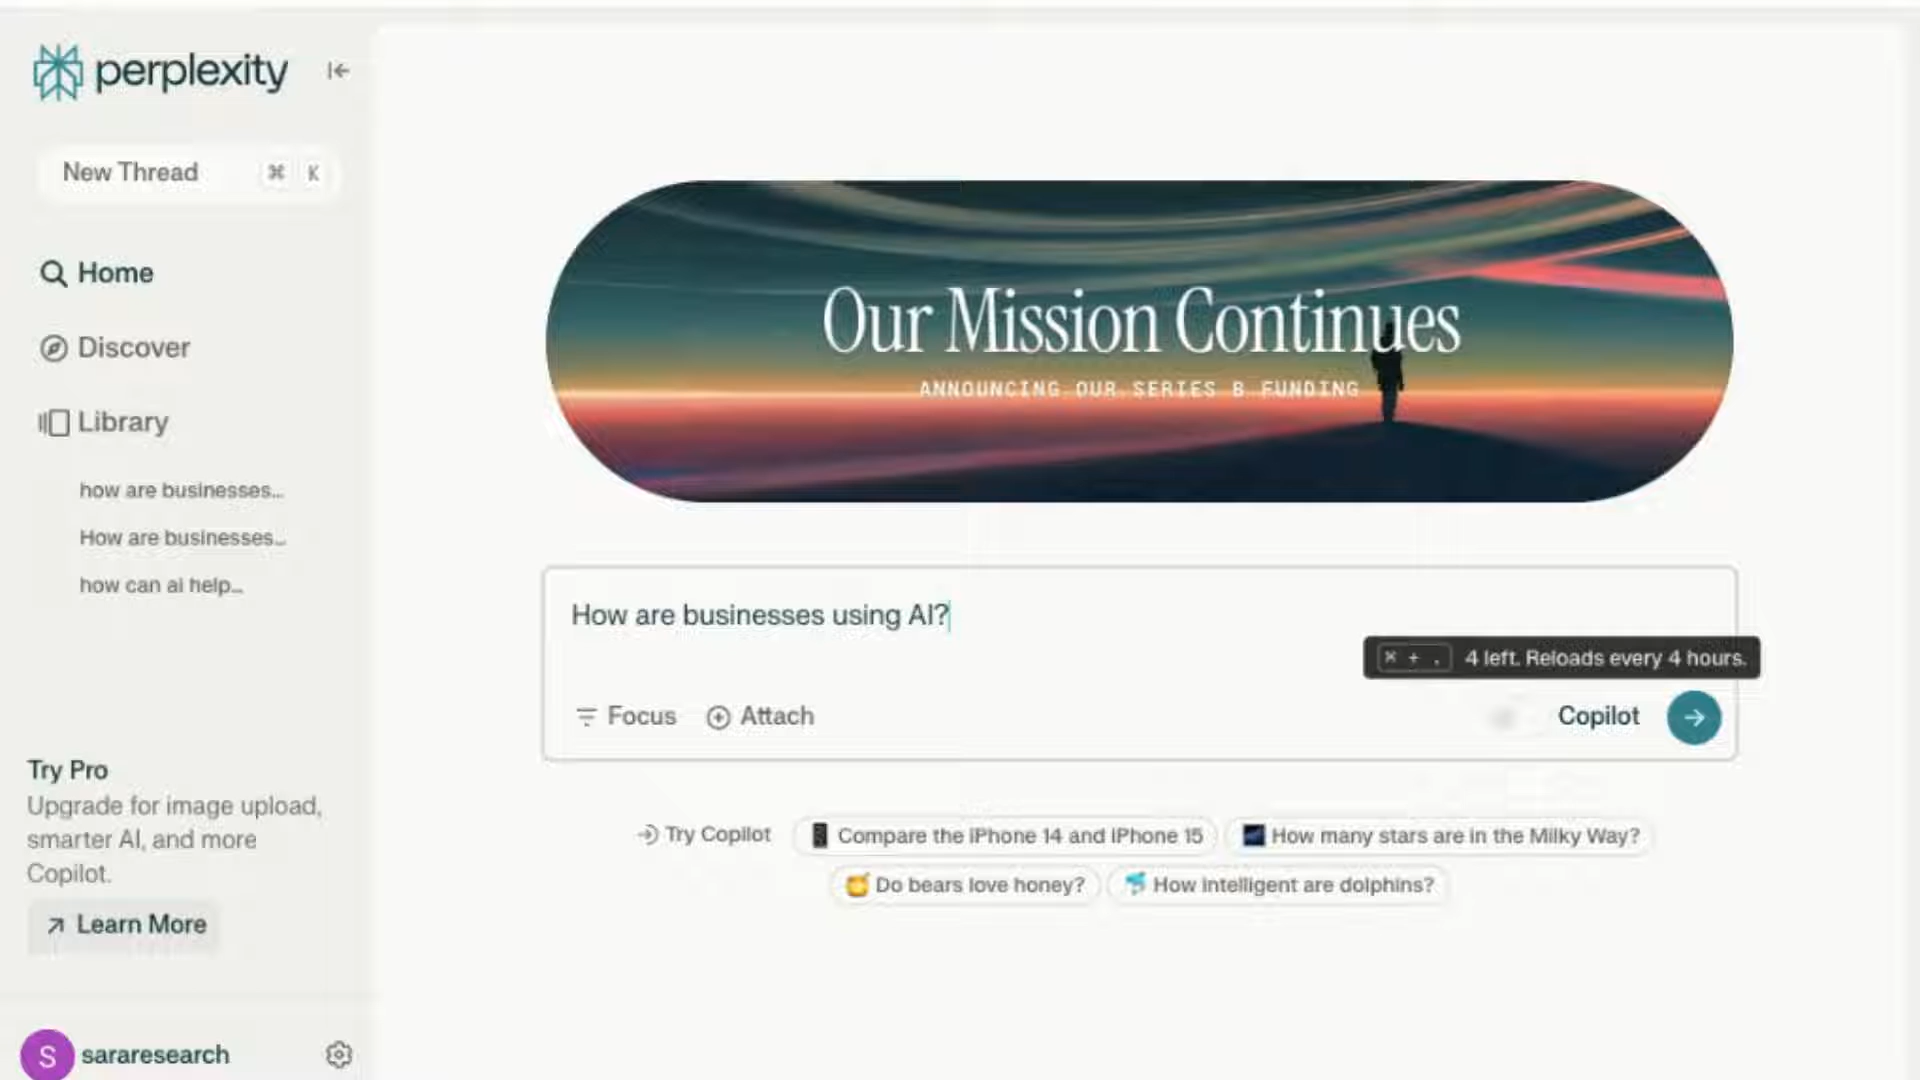 perplexity
New Thread ⌘ K
Home
Discover
Library
how are businesses...
How are businesses...
how can ai help...
Try Pro
Upgrade for image upload,
smarter AI, and more
Copilot.
Learn More
S sararesearch
Our Mission Continues
ANNOUNCING OUR SERIES B FUNDING
How are businesses using AI?
⌘ + . 4 left. Reloads every 4 hours.
Focus Attach Copilot
Try Copilot Compare the iPhone 14 and iPhone 15 How many stars are in the Milky Way?
Do bears love honey? How intelligent are dolphins?